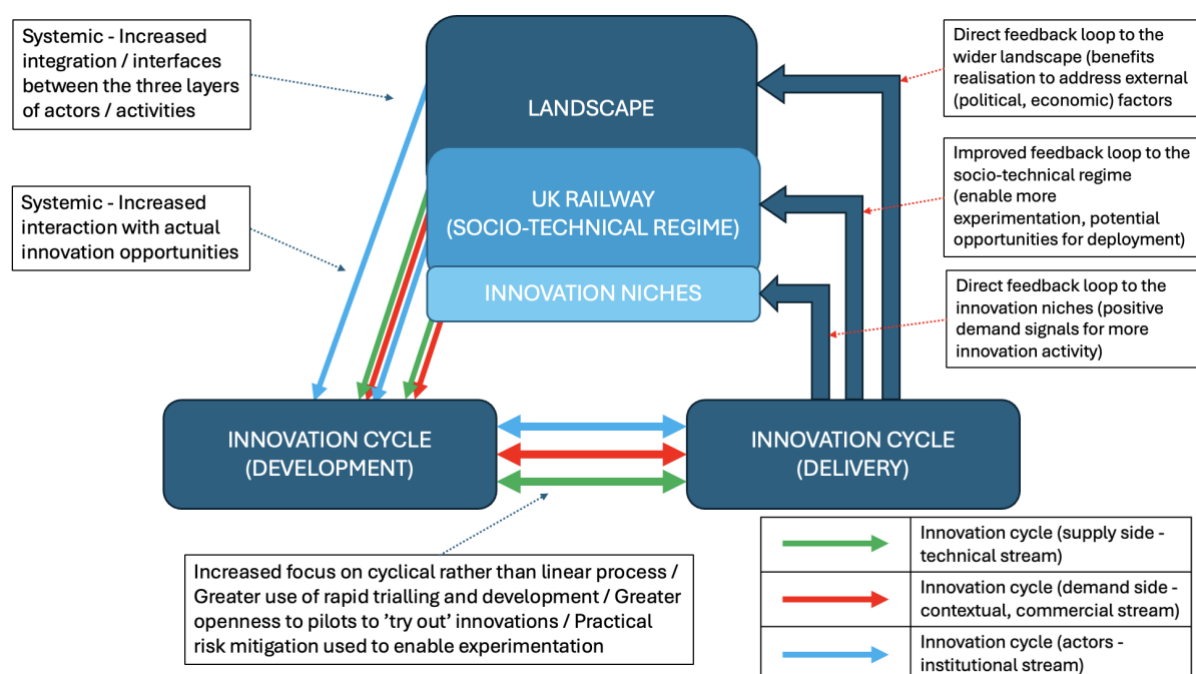 Systemic - Increased
integration / interfaces
between the three layers
of actors / activities
Systemic - Increased
interaction with actual
innovation opportunities
LANDSCAPE
UK RAILWAY
(SOCIO-TECHNICAL REGIME)
INNOVATION NICHES
Direct feedback loop to the
wider landscape (benefits
realisation to address external
(political, economic) factors
Improved feedback loop to the
socio-technical regime
(enable more
experimentation, potential
opportunities for deployment)
Direct feedback loop to the
innovation niches (positive
demand signals for more
innovation activity)
INNOVATION CYCLE
(DEVELOPMENT)
INNOVATION CYCLE
(DELIVERY)
Increased focus on cyclical rather than linear process /
Greater use of rapid trialling and development / Greater
openness to pilots to ’try out’ innovations / Practical
risk mitigation used to enable experimentation
Innovation cycle (supply side -
technical stream)
Innovation cycle (demand side -
contextual, commercial stream)
Innovation cycle (actors -
institutional stream)